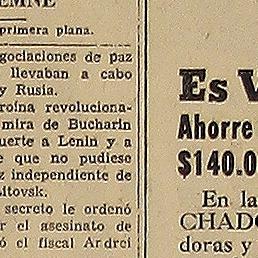 EMNE
primera plana.
gociaciones de paz
llevaban a cabo
y Rusia.
roína revoluciona-
mira de Bucharin
uerte a Lenin y a
e que no pudiese
z independiente de
itovsk.
secreto le ordenó
r el asesinato de
ó el fiscal Andrei
Es V
Ahorre
$140.0
En la
CHADO
doras y